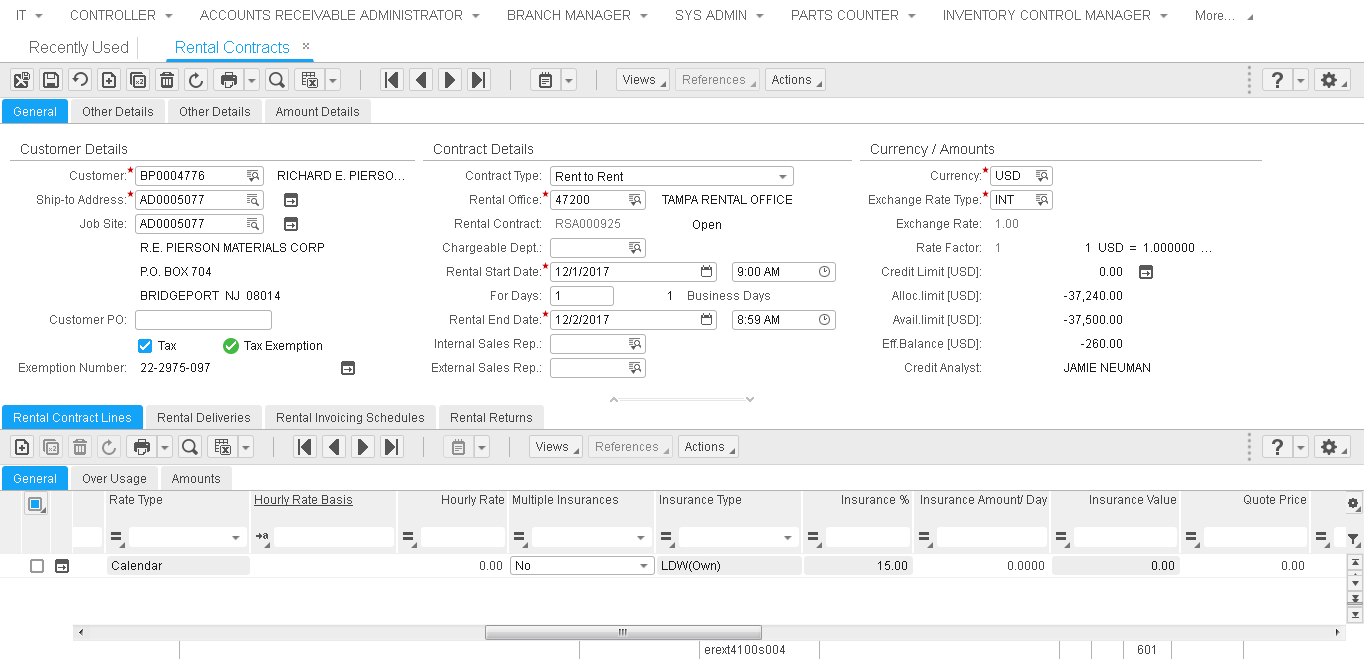 IT CONTROLLER ACCOUNTS RECEIVABLE ADMINISTRATOR BRANCH MANAGER SYS ADMIN PARTS COUNTER INVENTORY CONTROL MANAGER More...
Recently Used Rental Contracts ×
Views References Actions ?
General Other Details Other Details Amount Details
Customer Details Contract Details Currency / Amounts
Customer:* BP0004776 RICHARD E. PIERSO... Contract Type: Rent to Rent Currency:* USD
Ship-to Address:* AD0005077 Rental Office:* 47200 TAMPA RENTAL OFFICE Exchange Rate Type:* INT
Job Site: AD0005077 Rental Contract: RSA000925 Open Exchange Rate: 1.00
R.E. PIERSON MATERIALS CORP Chargeable Dept.: Rate Factor: 1 1 USD = 1.000000 ...
P.O. BOX 704 Rental Start Date:* 12/1/2017 9:00 AM Credit Limit [USD]: 0.00
BRIDGEPORT NJ 08014 For Days: 1 1 Business Days Alloc.limit [USD]: -37,240.00
Customer PO: Rental End Date:* 12/2/2017 8:59 AM Avail.limit [USD]: -37,500.00
Tax Tax Exemption Internal Sales Rep.: Eff.Balance [USD]: -260.00
Exemption Number: 22-2975-097 External Sales Rep.: Credit Analyst: JAMIE NEUMAN
Rental Contract Lines Rental Deliveries Rental Invoicing Schedules Rental Returns
Views References Actions ?
General Over Usage Amounts
Rate Type Hourly Rate Basis Hourly Rate Multiple Insurances Insurance Type Insurance % Insurance Amount/ Day Insurance Value Quote Price
Calendar 0.00 No LDW(Own) 15.00 0.0000 0.00 0.00
erext4100s004 601